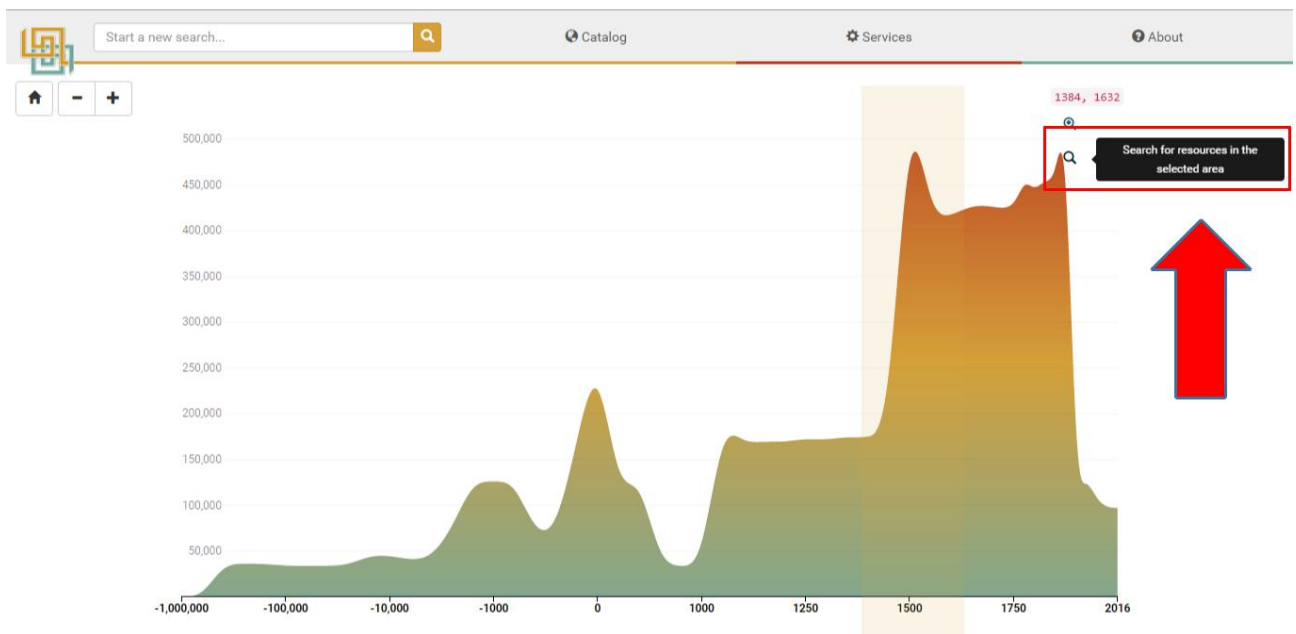 Start a new search...
Catalog
Services
About
1384, 1632
Search for resources in the
selected area
500,000
450,000
400,000
350,000
300,000
250,000
200,000
150,000
100,000
50,000
-1,000,000 -100,000 -10,000 -1000 0 1000 1250 1500 1750 2016